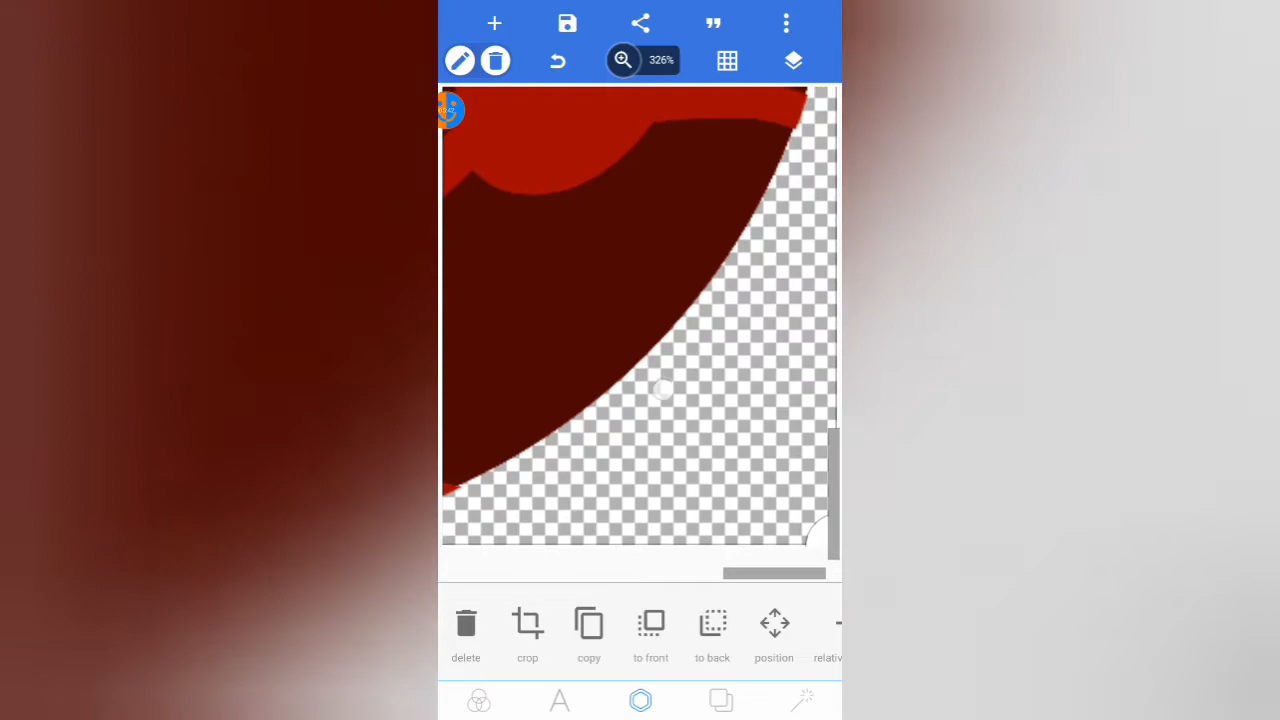 326%
delete crop copy to front to back position relativ